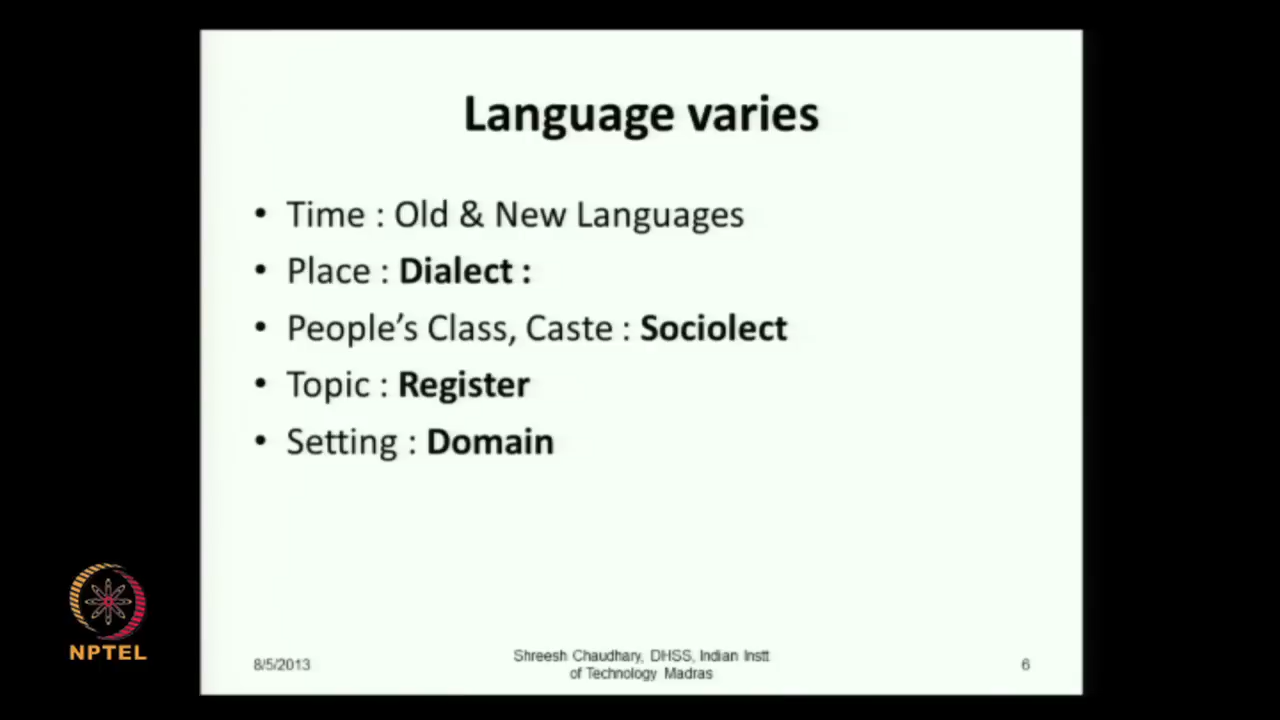 Language varies
• Time : Old & New Languages
• Place : Dialect :
• People's Class, Caste : Sociolect
• Topic : Register
• Setting : Domain
NPTEL
8/5/2013
Shreesh Chaudhary, DHSS, Indian Instt
of Technology Madras
6